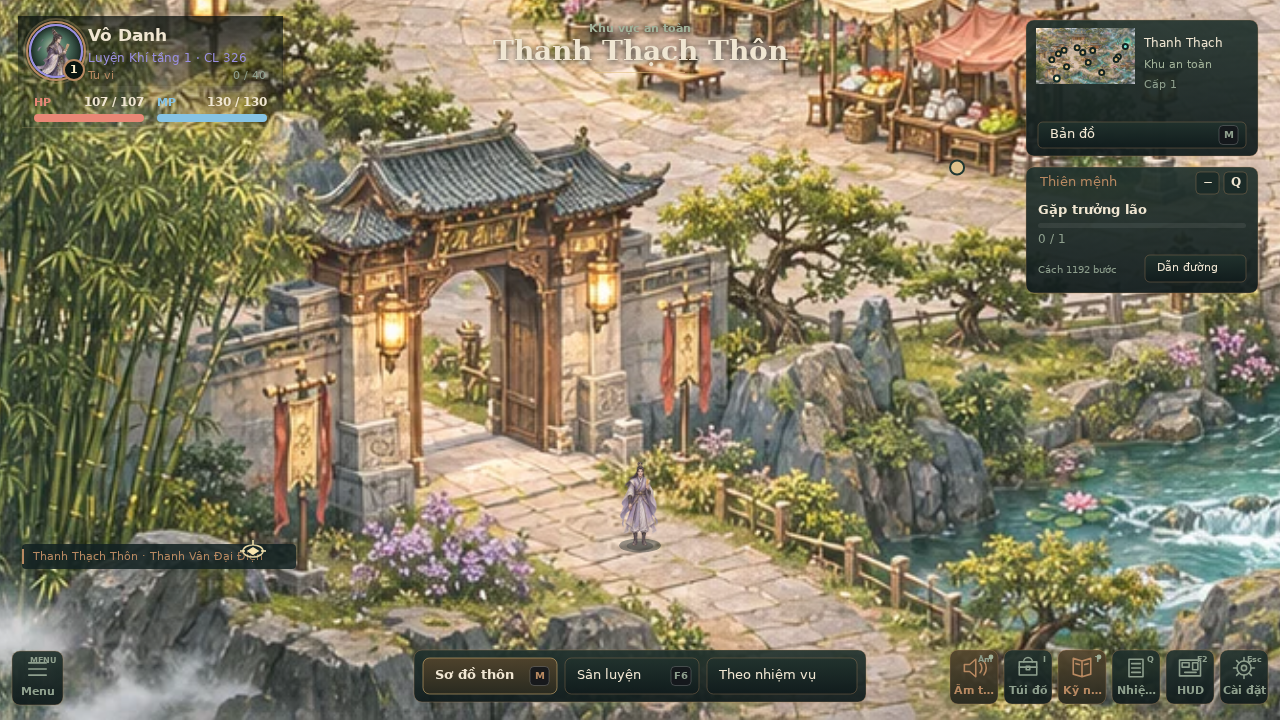 Vô Danh
Luyện Khí tầng 1 · CL 326
1
Tu vi 0 / 40
HP 107 / 107 MP 130 / 130
Khu vực an toàn
Thanh Thạch Thôn
Thanh Thạch
Khu an toàn
Cấp 1
Bản đồ M
Thiên mệnh – Q
Gặp trưởng lão
0 / 1
Cách 1192 bước Dẫn đường
Thanh Thạch Thôn · Thanh Vân Đại Điện
MENU
Menu
Sơ đồ thôn M
Sân luyện F6
Theo nhiệm vụ
Âm t...
I
Túi đồ
Kỹ n...
Q
Nhiệ...
F2
HUD
Esc
Cài đặt